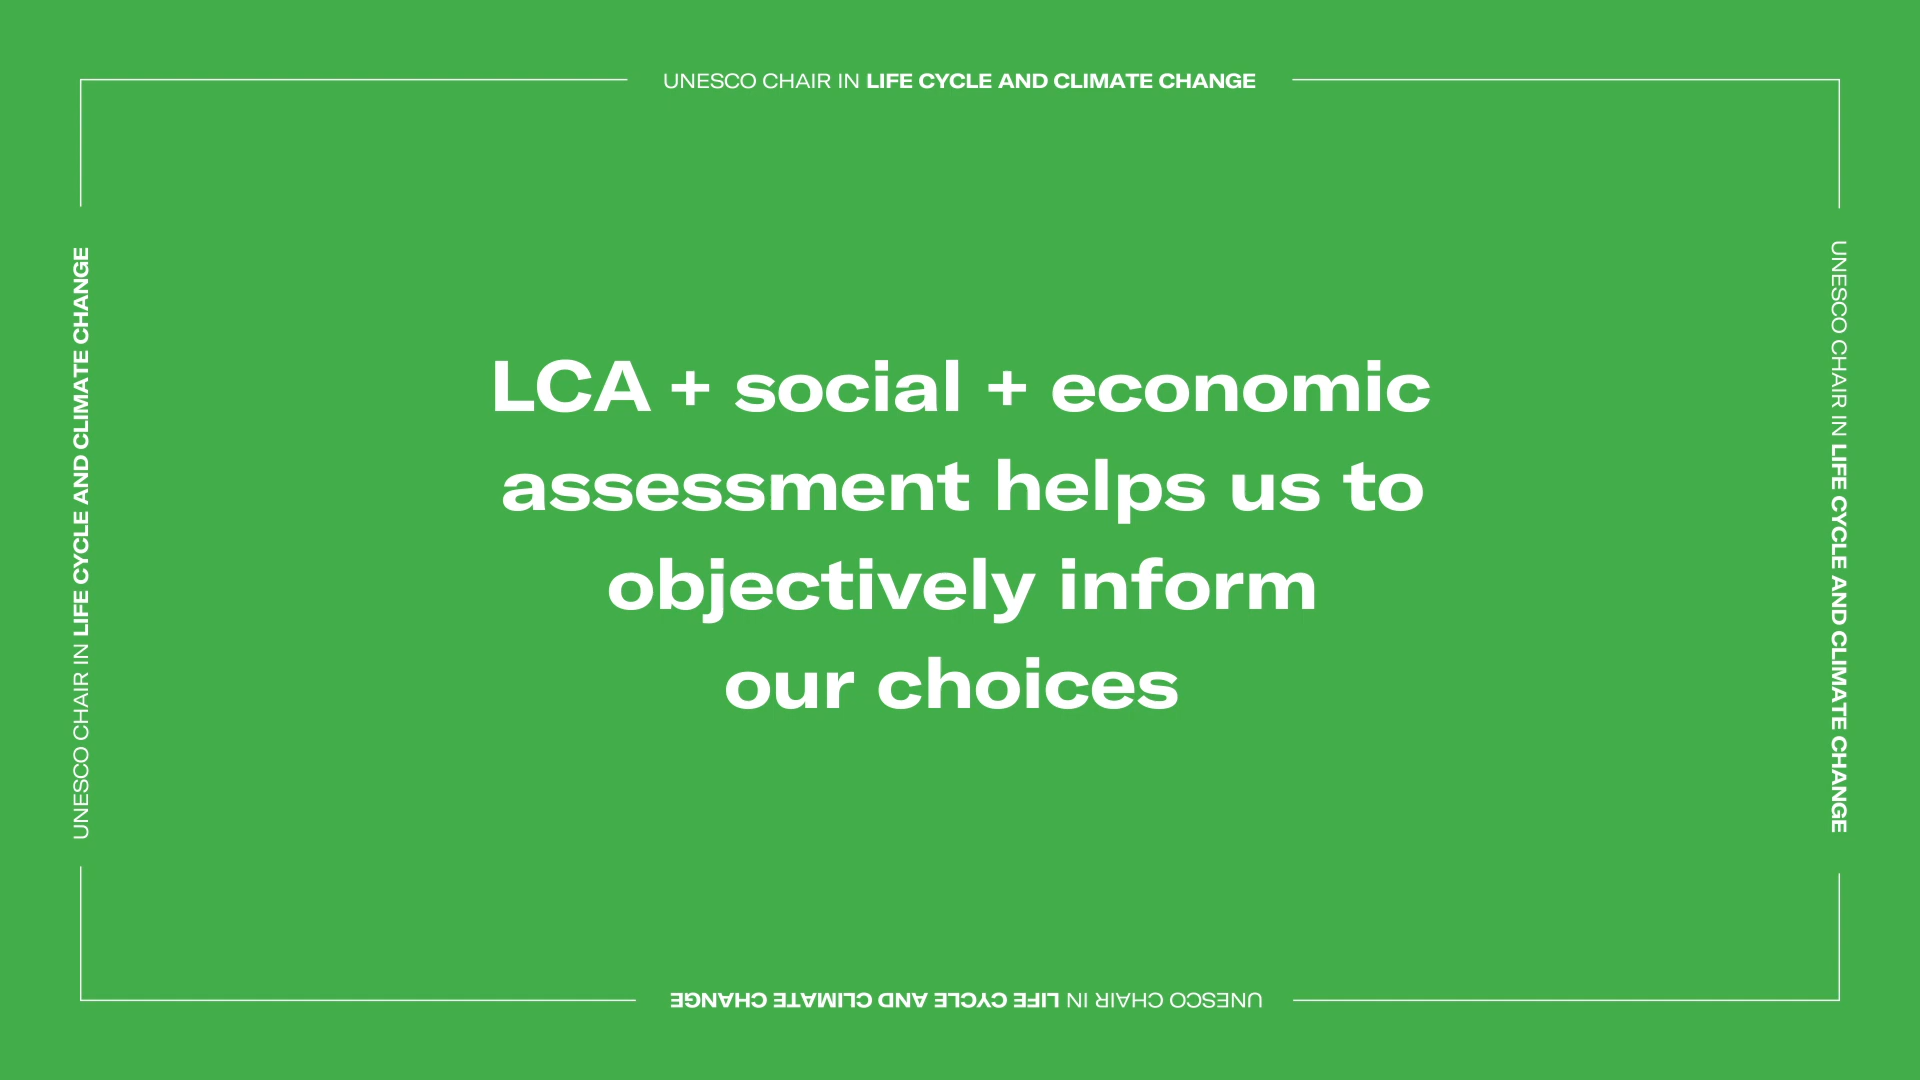 UNESCO CHAIR IN LIFE CYCLE AND CLIMATE CHANGE
UNESCO CHAIR IN LIFE CYCLE AND CLIMATE CHANGE
LCA + social + economic
assessment helps us to
objectively inform
our choices
UNESCO CHAIR IN LIFE CYCLE AND CLIMATE CHANGE
UNESCO CHAIR IN LIFE CYCLE AND CLIMATE CHANGE